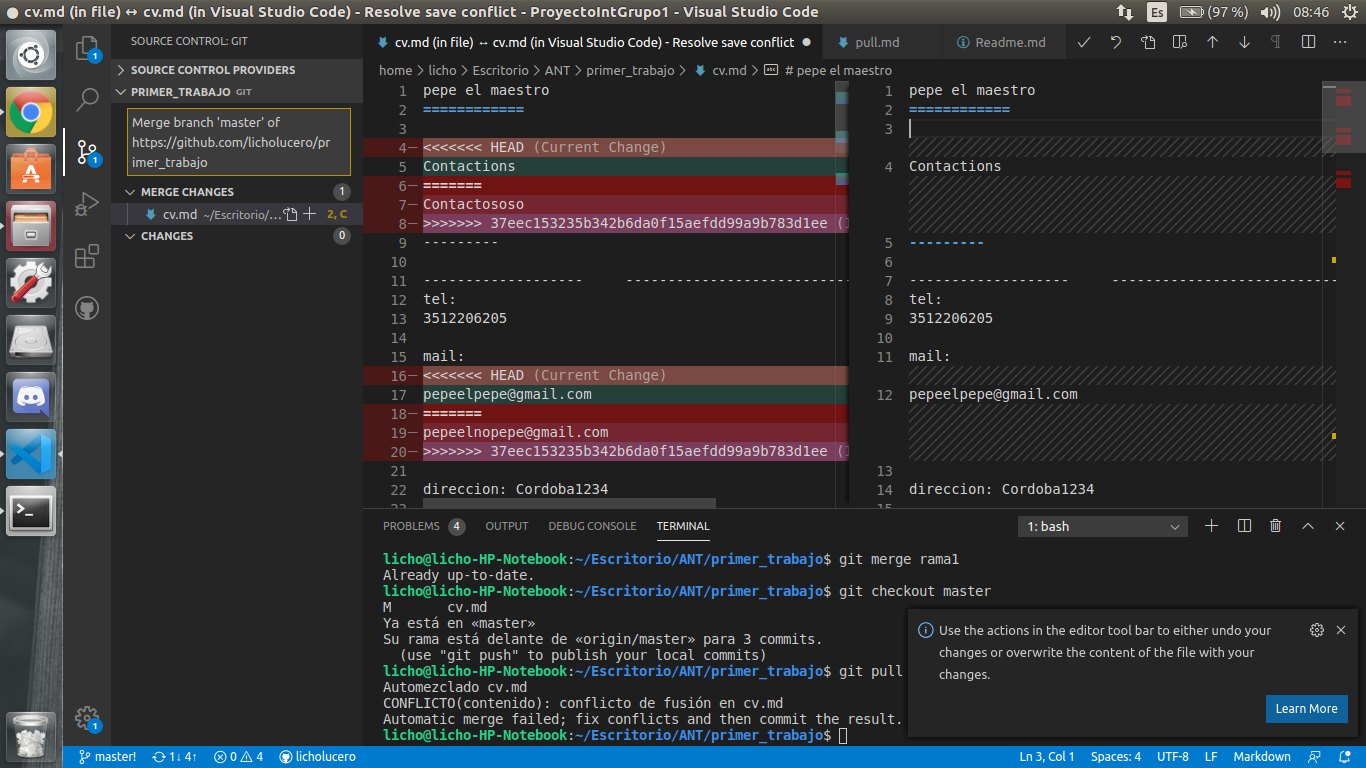 cv.md (in file) ↔ cv.md (in Visual Studio Code) - Resolve save conflict - ProyectoIntGrupo1 - Visual Studio Code
Es
(97 %)
08:46
SOURCE CONTROL: GIT
SOURCE CONTROL PROVIDERS
PRIMER_TRABAJO GIT
Merge branch 'master' of
https://github.com/licholucero/pr
imer_trabajo
MERGE CHANGES 1
cv.md ~/Escritorio/... 2, C
CHANGES 0
1
1
1
cv.md (in file) ↔ cv.md (in Visual Studio Code) - Resolve save conflict ●
pull.md
Readme.md
home > licho > Escritorio > ANT > primer_trabajo > cv.md > # pepe el maestro
1 pepe el maestro
2 ============
3
4 <<<<<<< HEAD (Current Change)
5 Contactions
6 =======
7 Contactososo
8 >>>>>>> 37eec153235b342b6da0f15aefdd99a9b783d1ee (
9 ---------
10
11 ------------------- ---------------------------
12 tel:
13 3512206205
14
15 mail:
16 <<<<<<< HEAD (Current Change)
17 pepeelpepe@gmail.com
18 =======
19 pepeelnopepe@gmail.com
20 >>>>>>> 37eec153235b342b6da0f15aefdd99a9b783d1ee (
21
22 direccion: Cordoba1234
23
1 pepe el maestro
2 ============
3
4 Contactions
5 ---------
6
7 ------------------- ---------------------------
8 tel:
9 3512206205
10
11 mail:
12 pepeelpepe@gmail.com
13
14 direccion: Cordoba1234
15
PROBLEMS 4 OUTPUT DEBUG CONSOLE TERMINAL
1: bash
licho@licho-HP-Notebook:~/Escritorio/ANT/primer_trabajo$ git merge rama1
Already up-to-date.
licho@licho-HP-Notebook:~/Escritorio/ANT/primer_trabajo$ git checkout master
M cv.md
Ya está en «master»
Su rama está delante de «origin/master» para 3 commits.
(use "git push" to publish your local commits)
licho@licho-HP-Notebook:~/Escritorio/ANT/primer_trabajo$ git pull
Automezclado cv.md
CONFLICTO(contenido): conflicto de fusión en cv.md
Automatic merge failed; fix conflicts and then commit the result.
licho@licho-HP-Notebook:~/Escritorio/ANT/primer_trabajo$
Use the actions in the editor tool bar to either undo your
changes or overwrite the content of the file with your
changes.
Learn More
master! 1↓ 4↑ 0 4 licholucero
Ln 3, Col 1 Spaces: 4 UTF-8 LF Markdown